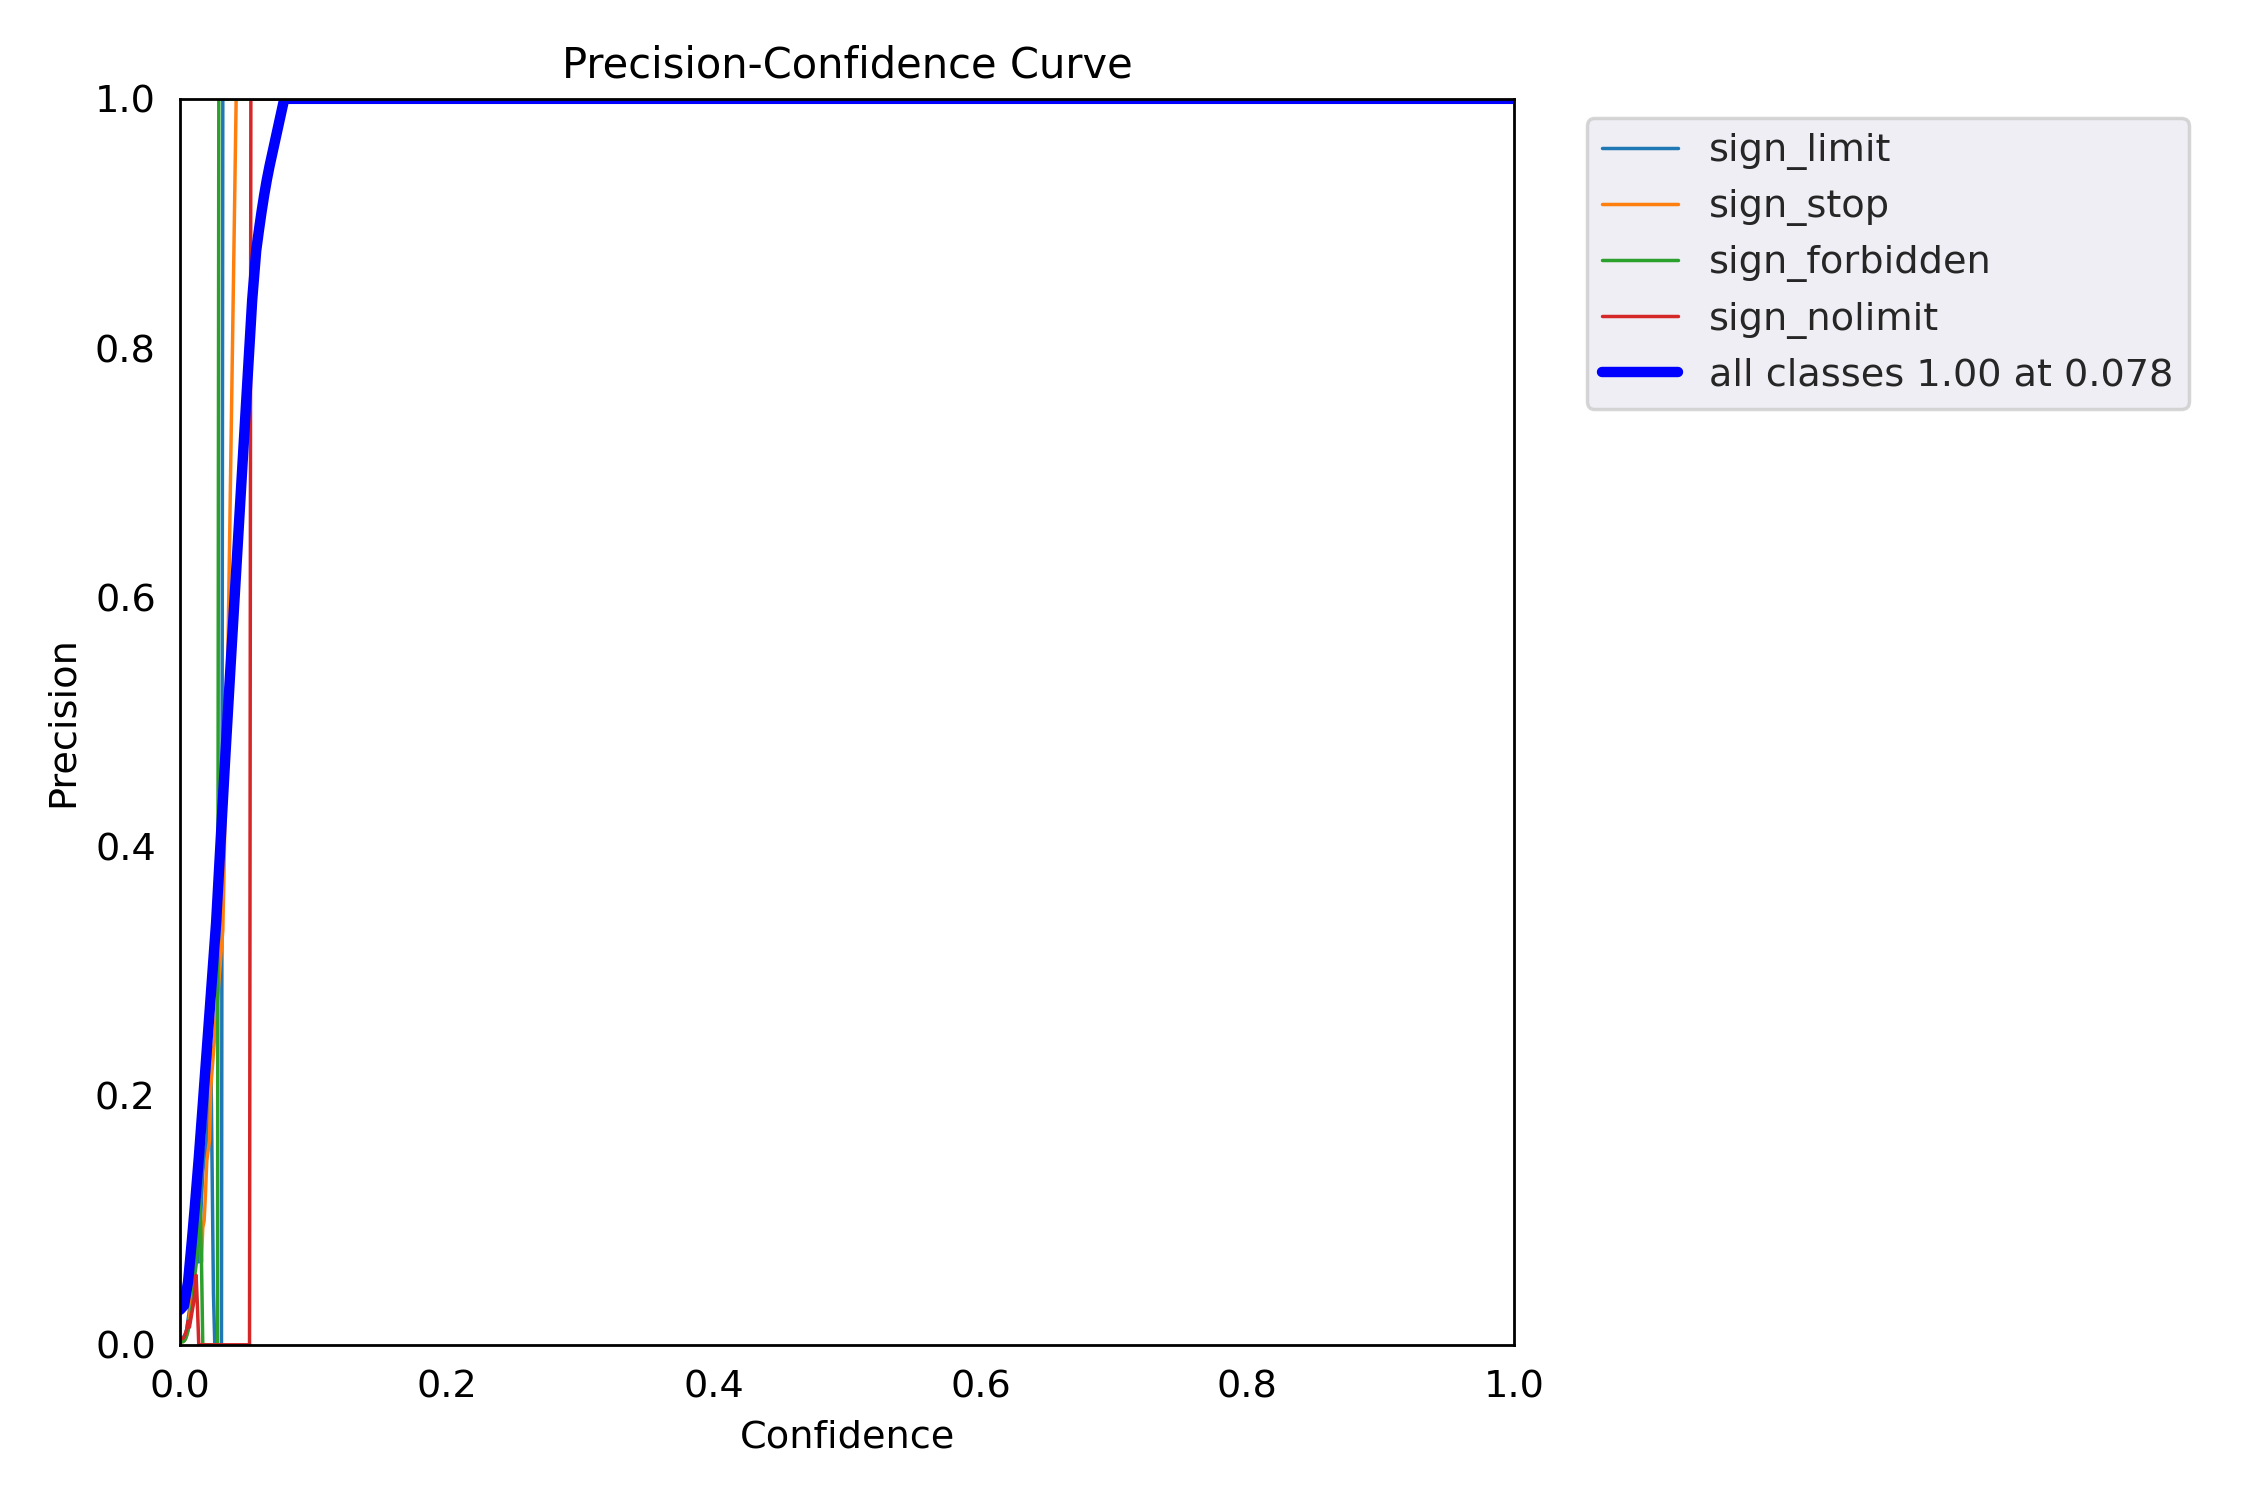 Precision-Confidence Curve
1.0
0.8
0.6
0.4
0.2
0.0
Precision
0.0 0.2 0.4 0.6 0.8 1.0
Confidence
sign_limit
sign_stop
sign_forbidden
sign_nolimit
all classes 1.00 at 0.078